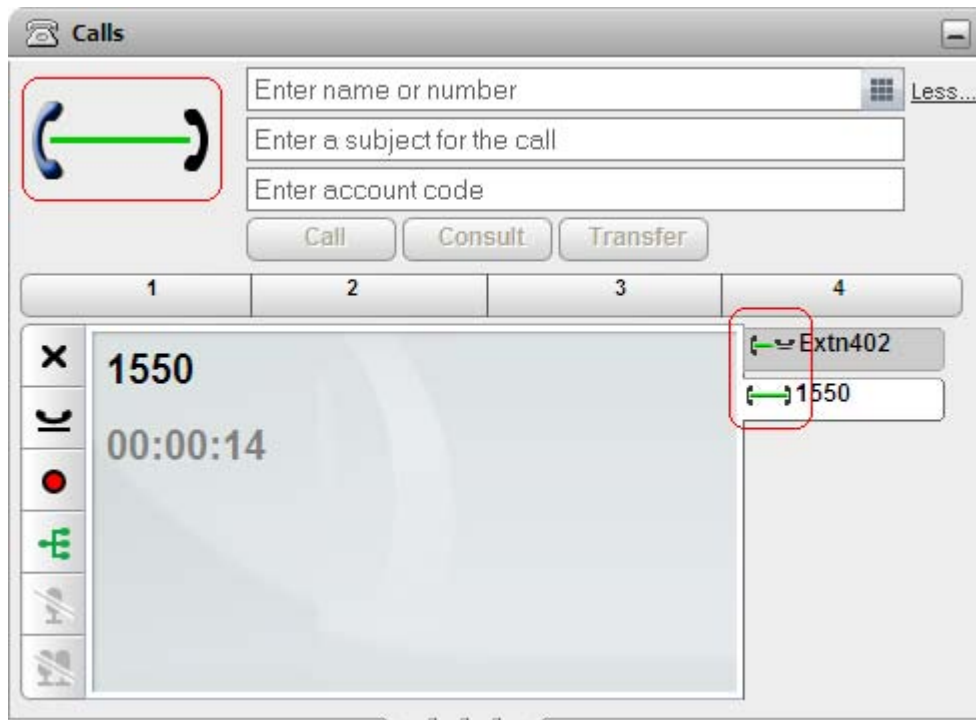 Calls
Enter name or number
Less...
Enter a subject for the call
Enter account code
Call Consult Transfer
1 2 3 4
1550
00:00:14
Extn402
1550